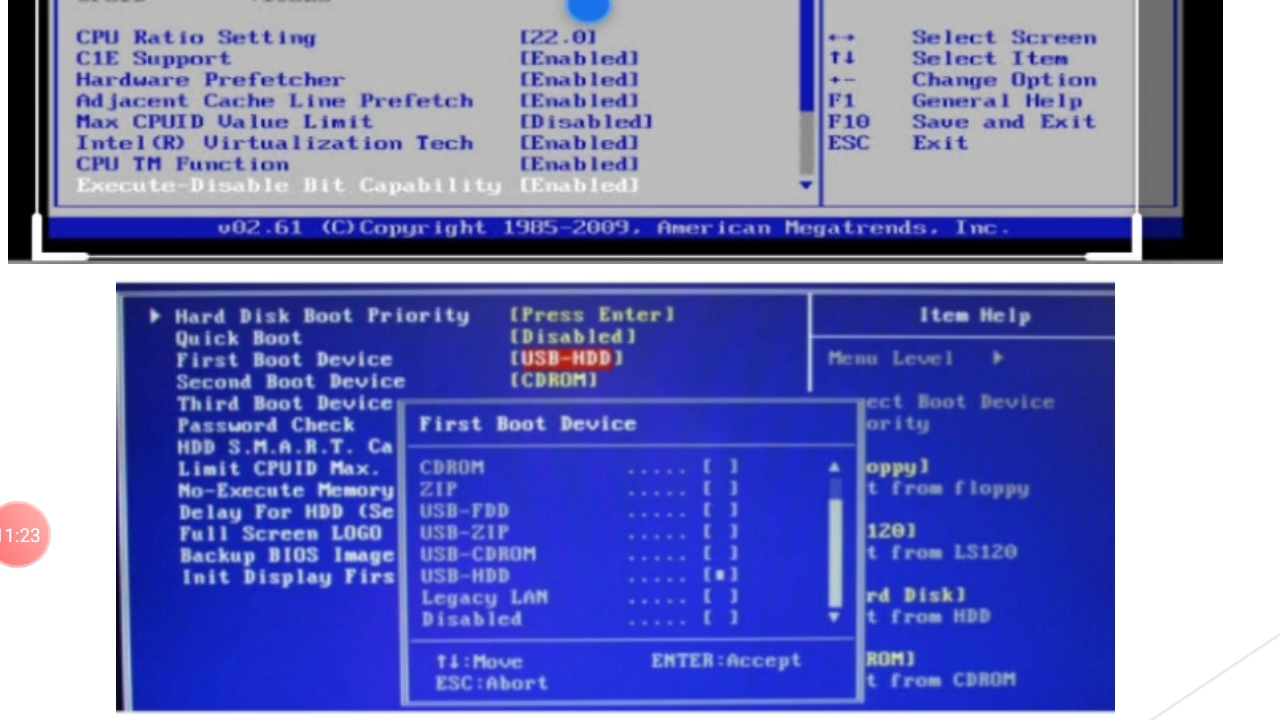 CPU Ratio Setting [22.0]
C1E Support [Enabled]
Hardware Prefetcher [Enabled]
Adjacent Cache Line Prefetch [Enabled]
Max CPUID Value Limit [Disabled]
Intel(R) Virtualization Tech [Enabled]
CPU TM Function [Enabled]
Execute-Disable Bit Capability [Enabled]
↔ Select Screen
↑↓ Select Item
+- Change Option
F1 General Help
F10 Save and Exit
ESC Exit
v02.61 (C)Copyright 1985-2009, American Megatrends, Inc.
Hard Disk Boot Priority [Press Enter]
Quick Boot [Disabled]
First Boot Device [USB-HDD]
Second Boot Device [CDROM]
Third Boot Device
Password Check
HDD S.M.A.R.T. Ca
Limit CPUID Max.
No-Execute Memory
Delay For HDD (Se
Full Screen LOGO
Backup BIOS Image
Init Display Firs
First Boot Device
CDROM ..... [ ]
ZIP ..... [ ]
USB-FDD ..... [ ]
USB-ZIP ..... [ ]
USB-CDROM ..... [ ]
USB-HDD ..... [▪]
Legacy LAN ..... [ ]
Disabled ..... [ ]
↑↓:Move ENTER:Accept
ESC:Abort
Item Help
Menu Level
ect Boot Device
ority
oppy]
t from floppy
120]
t from LS120
rd Disk]
t from HDD
ROM]
t from CDROM
11:23